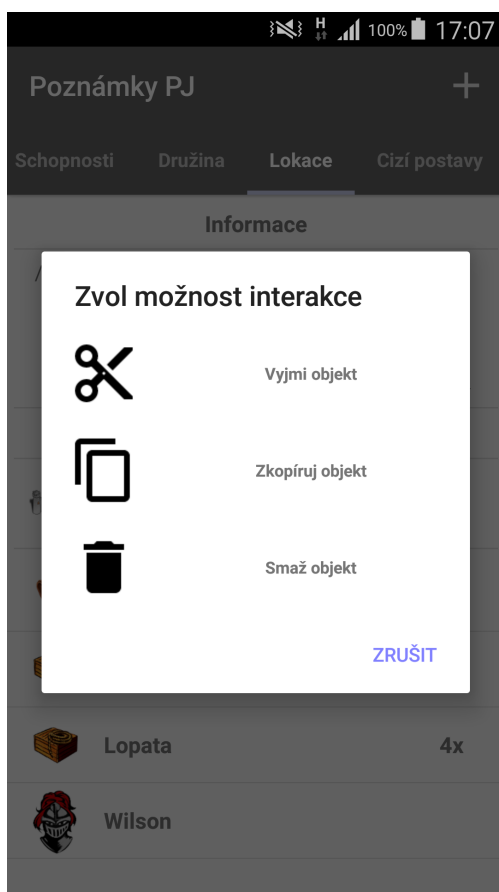 H 100% 17:07
Poznámky PJ +
Schopnosti Družina Lokace Cizí postavy
Informace
/
Zvol možnost interakce
Vyjmi objekt
Zkopíruj objekt
Smaž objekt
ZRUŠIT
Lopata 4x
Wilson